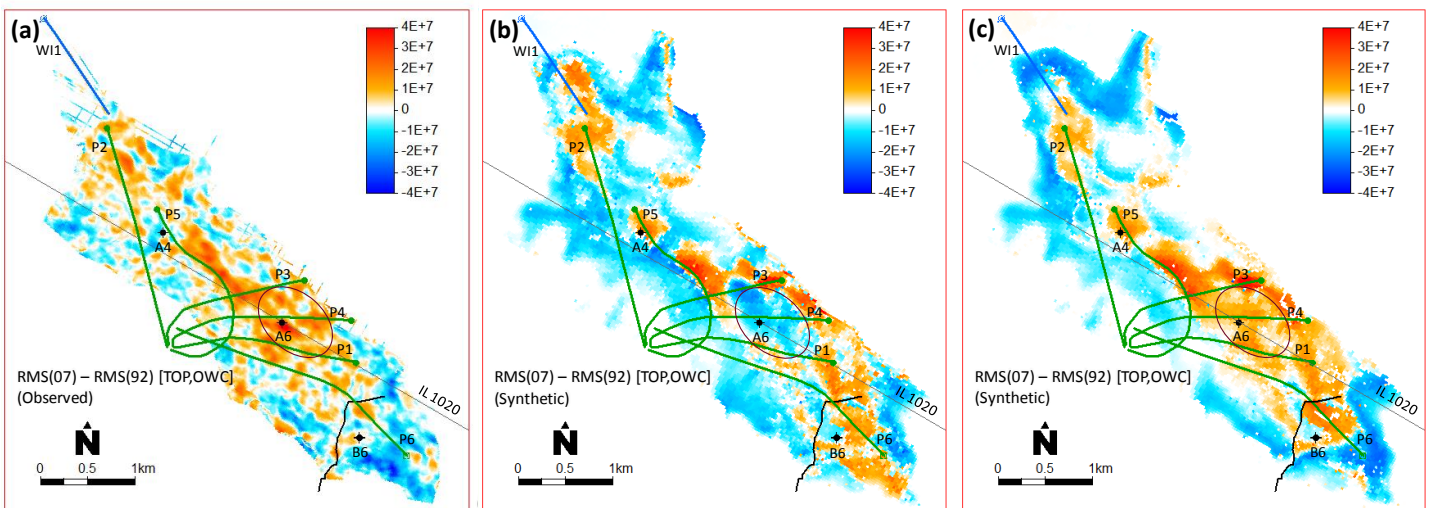 (a)
WI1
4E+7
3E+7
2E+7
1E+7
0
-1E+7
-2E+7
-3E+7
-4E+7
P2
P5
A4
P3
P4
A6
P1
RMS(07) – RMS(92) [TOP,OWC]
(Observed)
IL 1020
N
P6
B6
0 0.5 1km
(b)
WI1
4E+7
3E+7
2E+7
1E+7
0
-1E+7
-2E+7
-3E+7
-4E+7
P2
P5
A4
P3
P4
A6
P1
RMS(07) – RMS(92) [TOP,OWC]
(Synthetic)
IL 1020
N
P6
B6
0 0.5 1km
(c)
WI1
4E+7
3E+7
2E+7
1E+7
0
-1E+7
-2E+7
-3E+7
-4E+7
P2
P5
A4
P3
P4
A6
P1
RMS(07) – RMS(92) [TOP,OWC]
(Synthetic)
IL 1020
N
P6
B6
0 0.5 1km